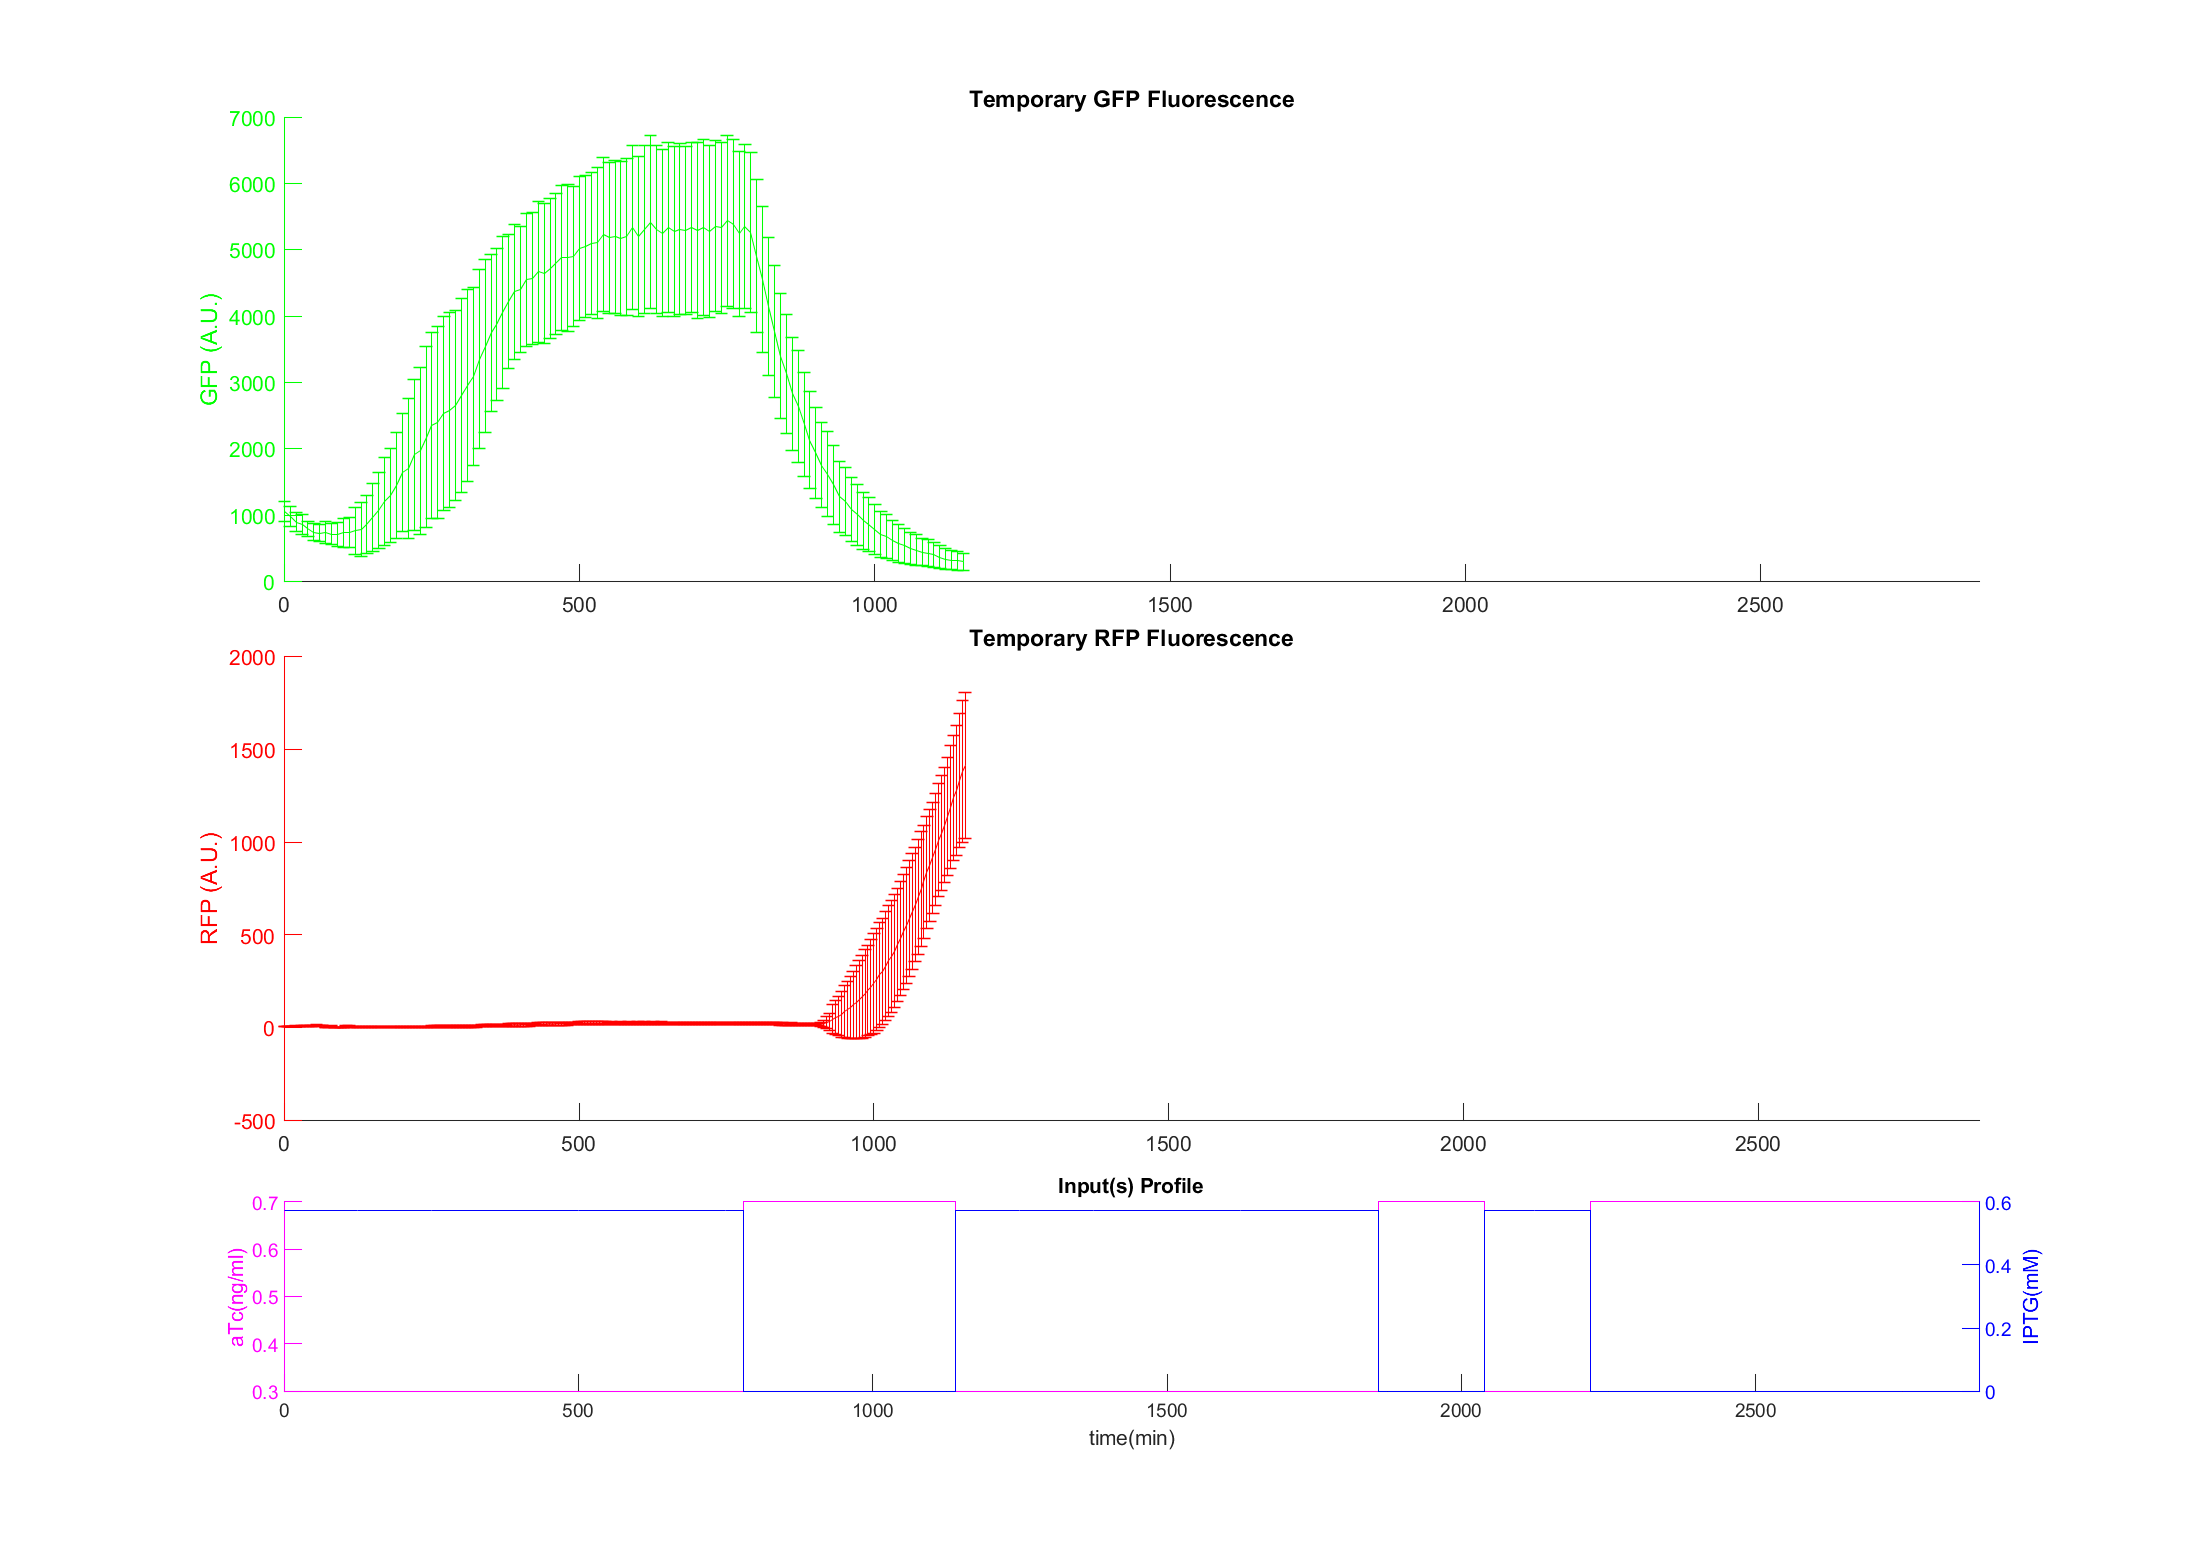 Temporary GFP Fluorescence
7000
6000
5000
4000
3000
2000
1000
0
GFP (A.U.)
0 500 1000 1500 2000 2500
Temporary RFP Fluorescence
2000
1500
1000
500
0
-500
RFP (A.U.)
0 500 1000 1500 2000 2500
Input(s) Profile
0.7
0.6
0.5
0.4
0.3
aTc(ng/ml)
0.6
0.4
0.2
0
IPTG(mM)
0 500 1000 1500 2000 2500
time(min)